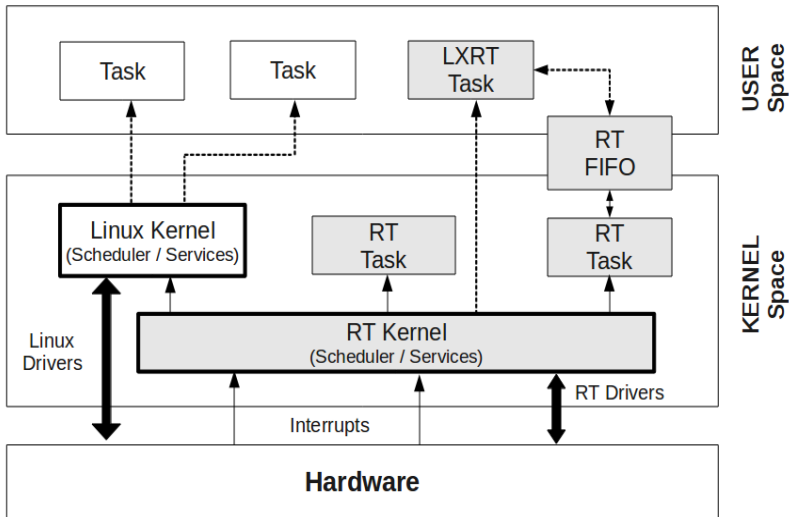 Task
Task
LXRT
Task
USER
Space
RT
FIFO
Linux Kernel
(Scheduler / Services)
RT
Task
RT
Task
KERNEL
Space
RT Kernel
(Scheduler / Services)
Linux
Drivers
Interrupts
RT Drivers
Hardware